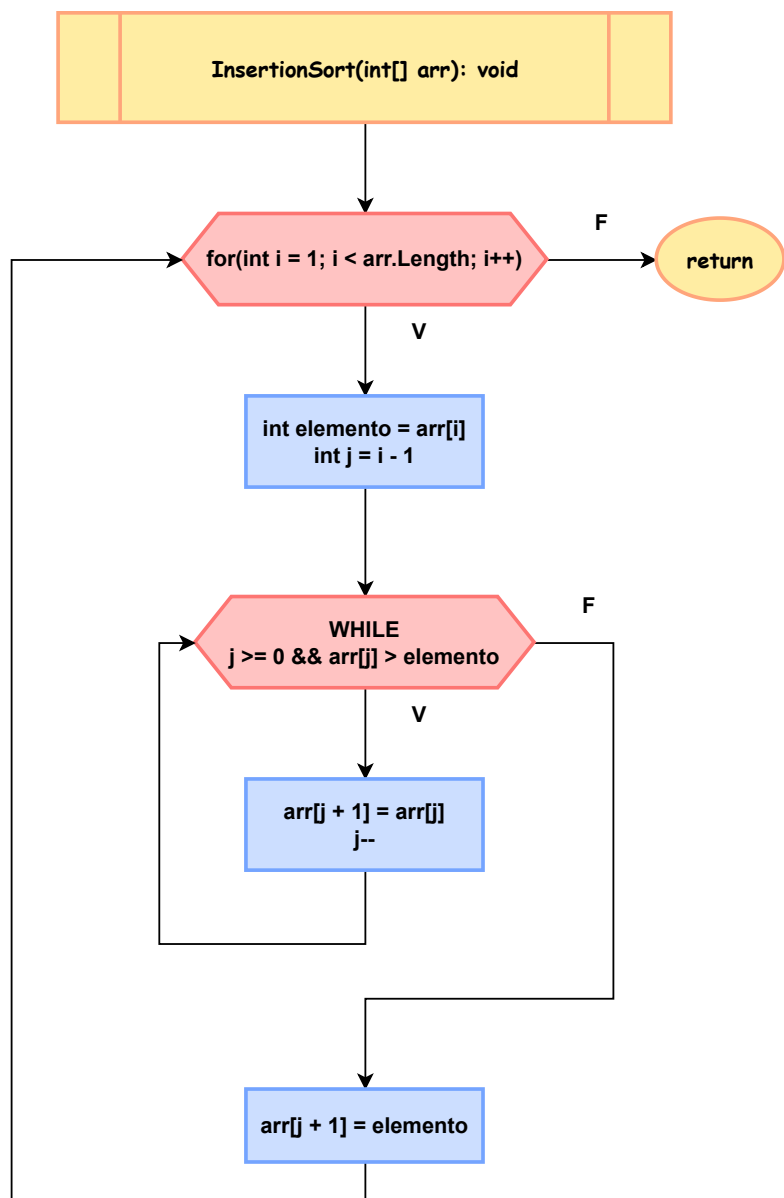 InsertionSort(int[] arr): void
for(int i = 1; i < arr.Length; i++)
F
return
V
int elemento = arr[i]
int j = i - 1
WHILE
j >= 0 && arr[j] > elemento
F
V
arr[j + 1] = arr[j]
j--
arr[j + 1] = elemento